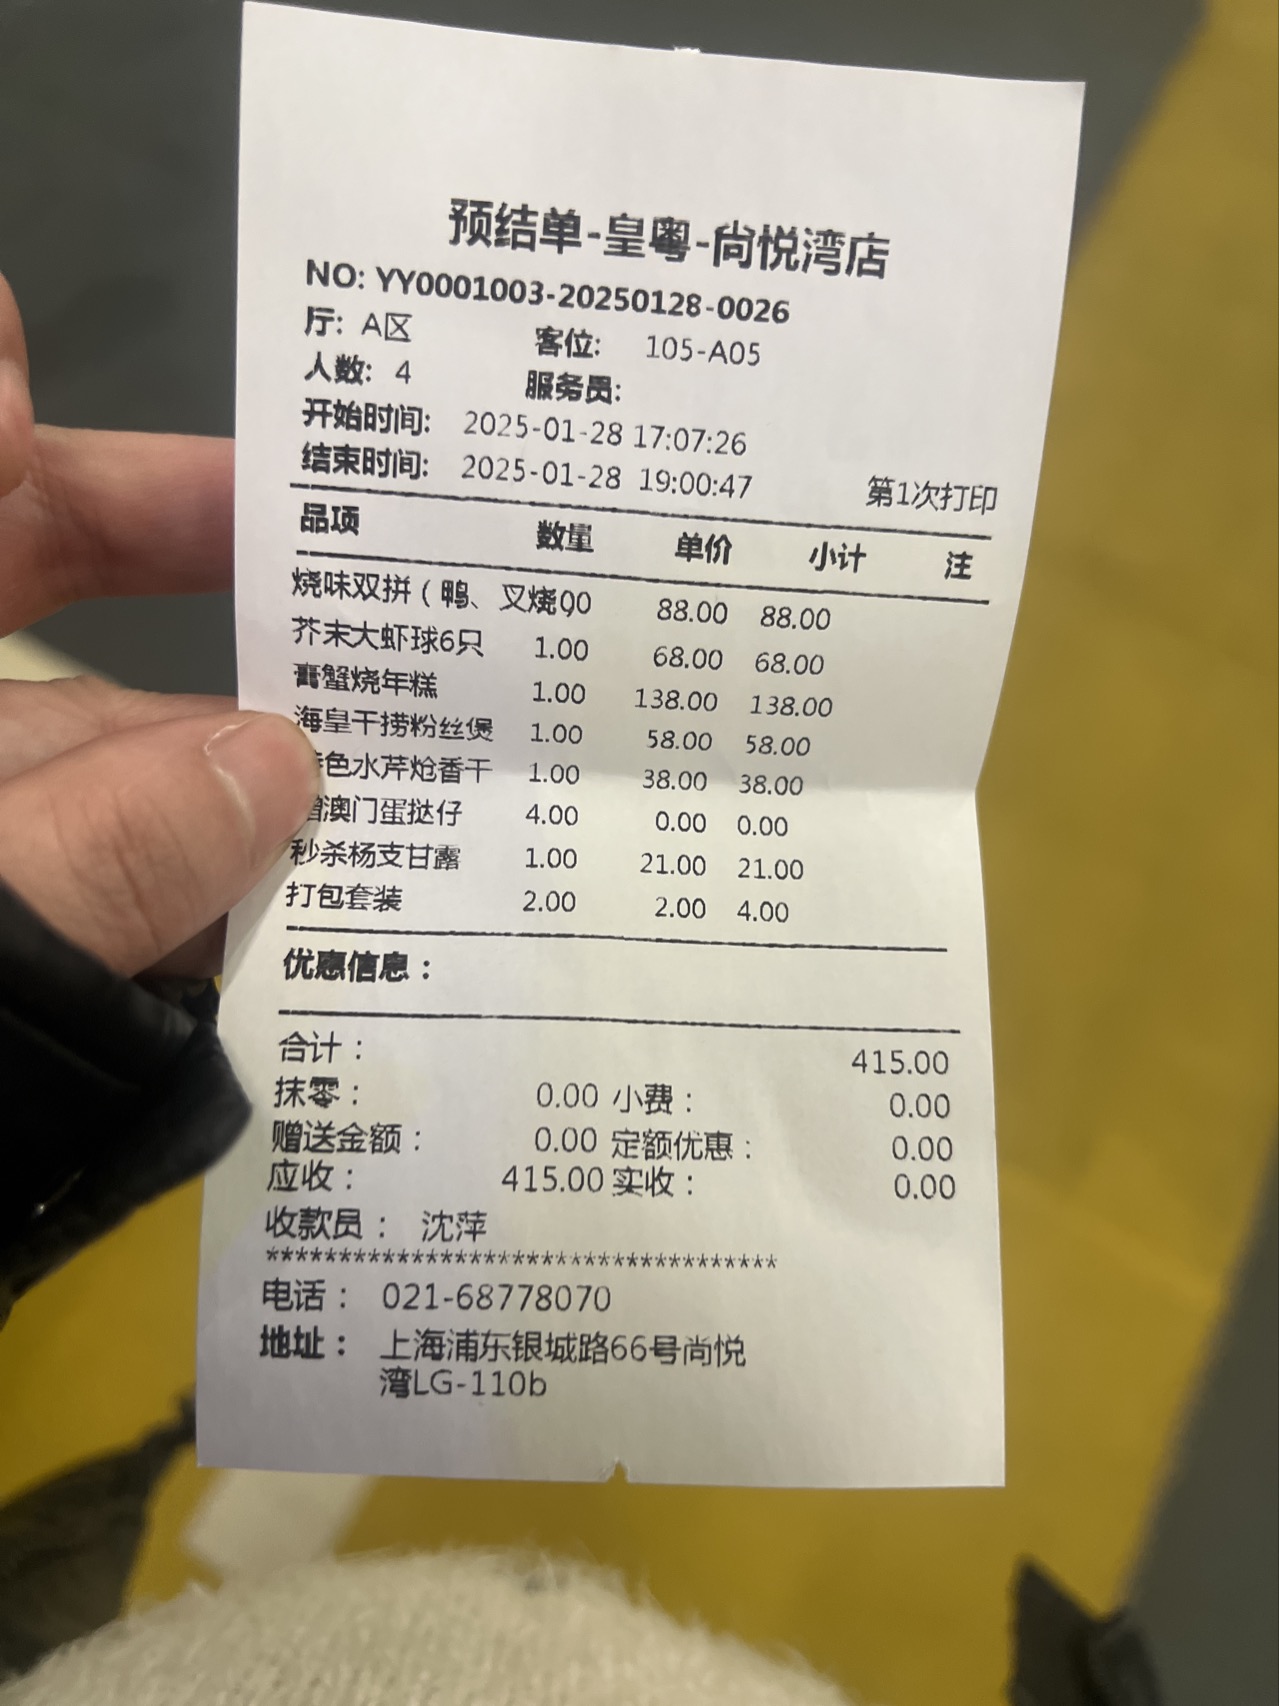 预结单-皇粤-尚悦湾店
NO: YY0001003-20250128-0026
厅: A区 客位: 105-A05
人数: 4 服务员:
开始时间: 2025-01-28 17:07:26
结束时间: 2025-01-28 19:00:47 第1次打印
品项 数量 单价 小计 注
烧味双拼（鸭、叉烧00 88.00 88.00
芥末大虾球6只 1.00 68.00 68.00
膏蟹烧年糕 1.00 138.00 138.00
海皇干捞粉丝煲 1.00 58.00 58.00
色水芹炝香干 1.00 38.00 38.00
澳门蛋挞仔 4.00 0.00 0.00
秒杀杨支甘露 1.00 21.00 21.00
打包套装 2.00 2.00 4.00
优惠信息：
合计： 415.00
抹零： 0.00 小费： 0.00
赠送金额： 0.00 定额优惠： 0.00
应收： 415.00 实收： 0.00
收款员： 沈萍
***********************************
电话： 021-68778070
地址： 上海浦东银城路66号尚悦
湾LG-110b